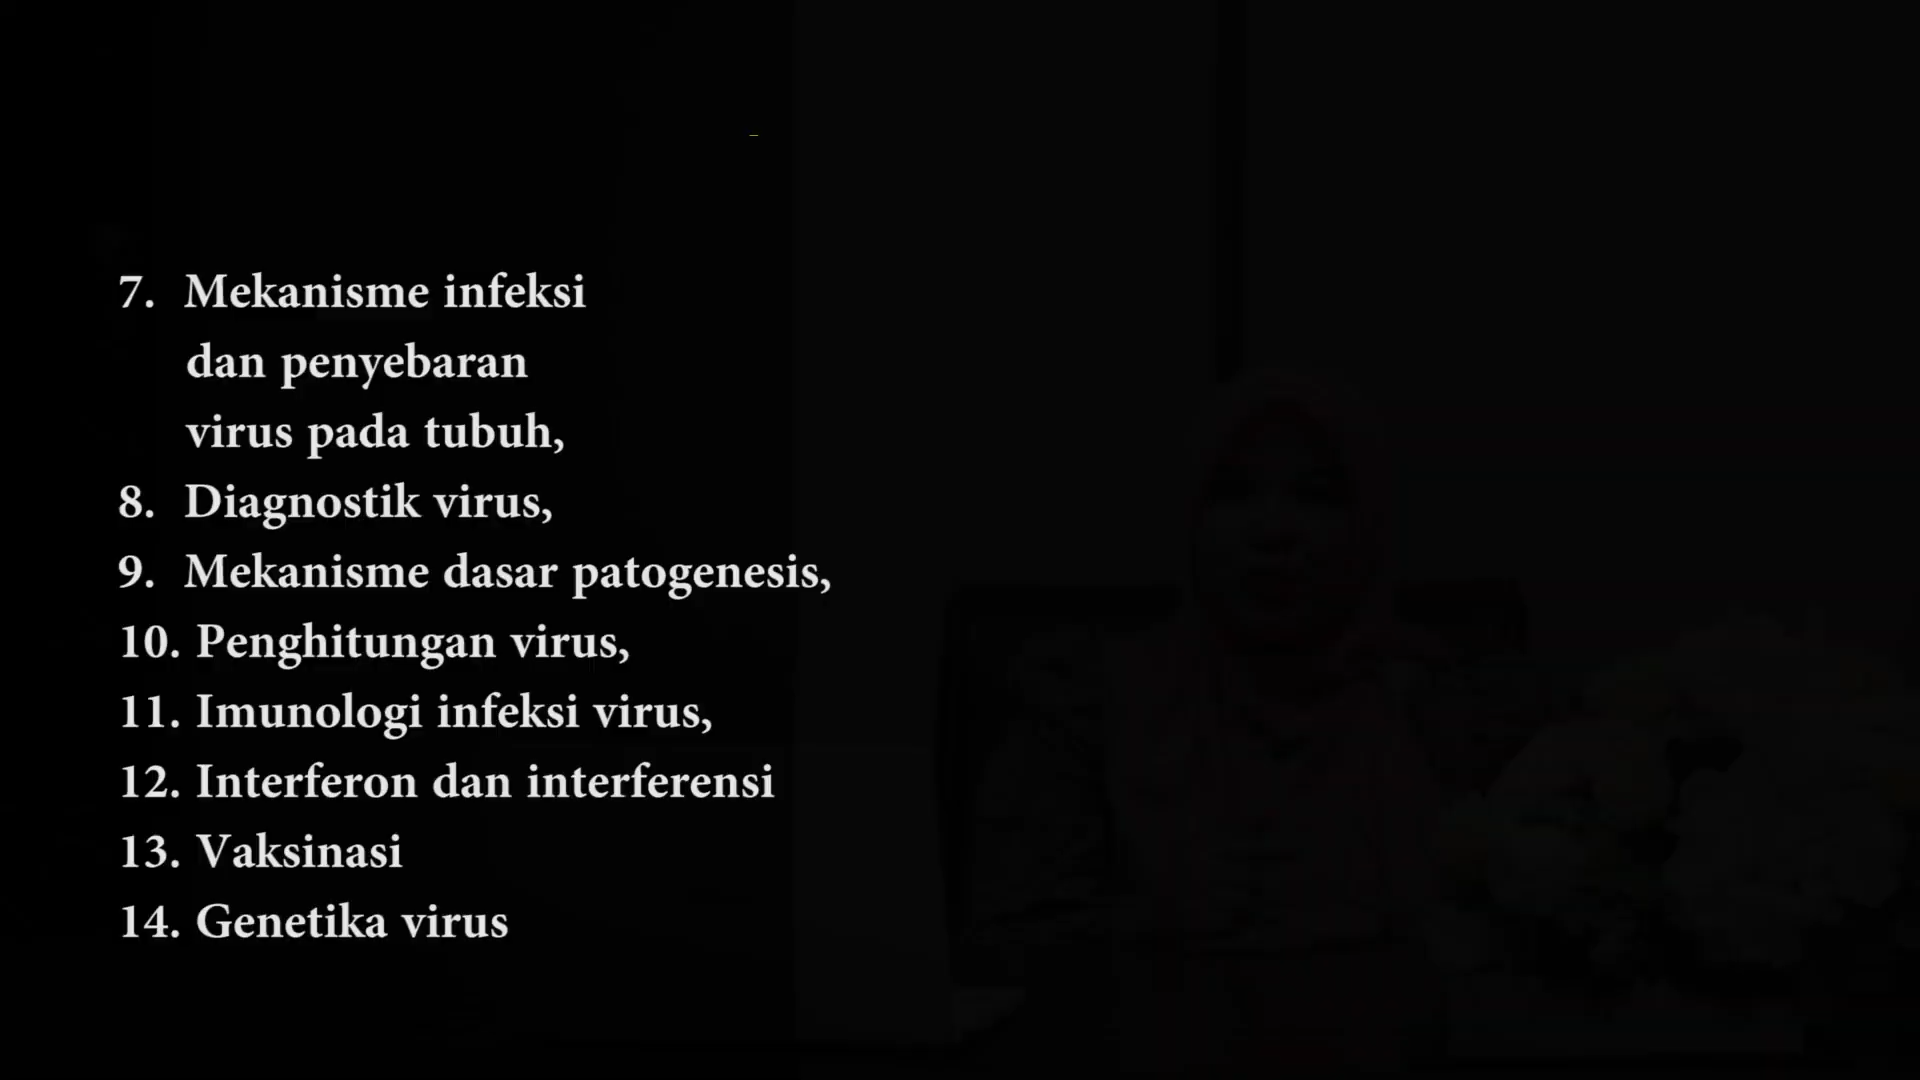 7. Mekanisme infeksi
dan penyebaran
virus pada tubuh,
8. Diagnostik virus,
9. Mekanisme dasar patogenesis,
10. Penghitungan virus,
11. Imunologi infeksi virus,
12. Interferon dan interferensi
13. Vaksinasi
14. Genetika virus